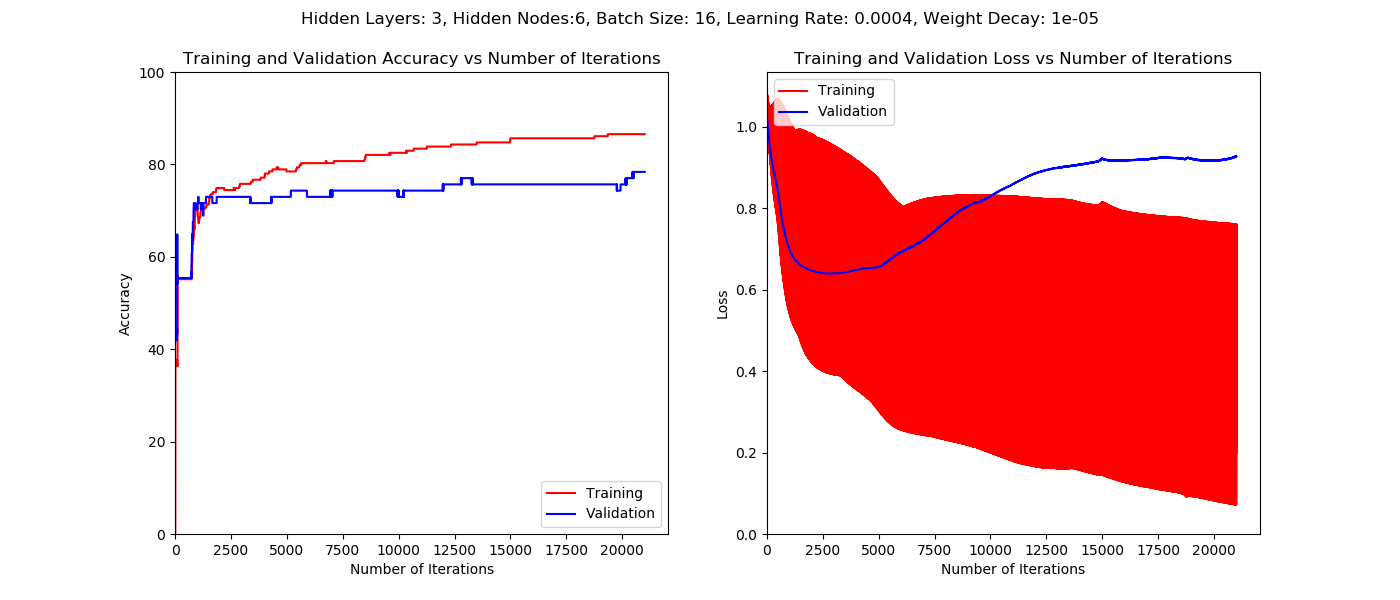 Hidden Layers: 3, Hidden Nodes:6, Batch Size: 16, Learning Rate: 0.0004, Weight Decay: 1e-05
Training and Validation Accuracy vs Number of Iterations
100
80
60
40
20
0
Accuracy
0 2500 5000 7500 10000 12500 15000 17500 20000
Number of Iterations
Training
Validation
Training and Validation Loss vs Number of Iterations
Training
Validation
1.0
0.8
0.6
0.4
0.2
0.0
Loss
0 2500 5000 7500 10000 12500 15000 17500 20000
Number of Iterations